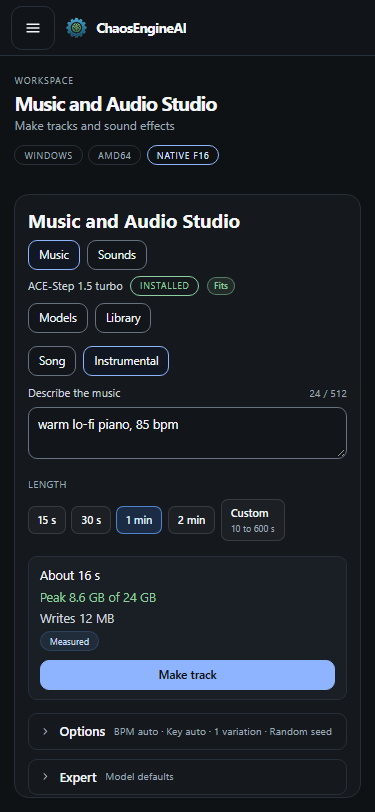 ChaosEngineAI
WORKSPACE
Music and Audio Studio
Make tracks and sound effects
WINDOWS AMD64 NATIVE F16
Music and Audio Studio
Music Sounds
ACE-Step 1.5 turbo INSTALLED Fits
Models Library
Song Instrumental
Describe the music 24 / 512
warm lo-fi piano, 85 bpm
LENGTH
15 s 30 s 1 min 2 min Custom
10 to 600 s
About 16 s
Peak 8.6 GB of 24 GB
Writes 12 MB
Measured
Make track
Options BPM auto · Key auto · 1 variation · Random seed
Expert Model defaults